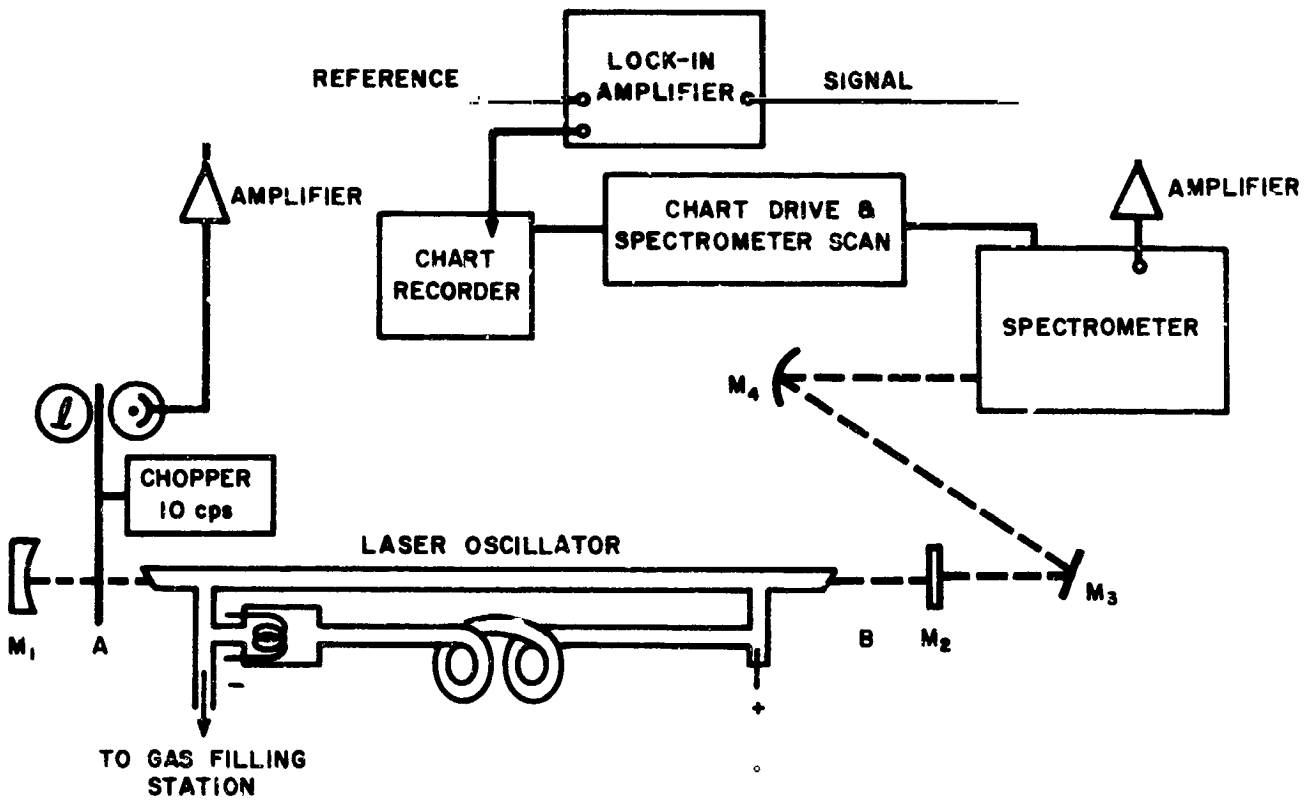 LOCK-IN
AMPLIFIER
REFERENCE
SIGNAL
AMPLIFIER
AMPLIFIER
CHART DRIVE &
SPECTROMETER SCAN
CHART
RECORDER
SPECTROMETER
M₄
l
CHOPPER
10 cps
LASER OSCILLATOR
M₁
A
B
M₂
M₃
−
+
TO GAS FILLING
STATION